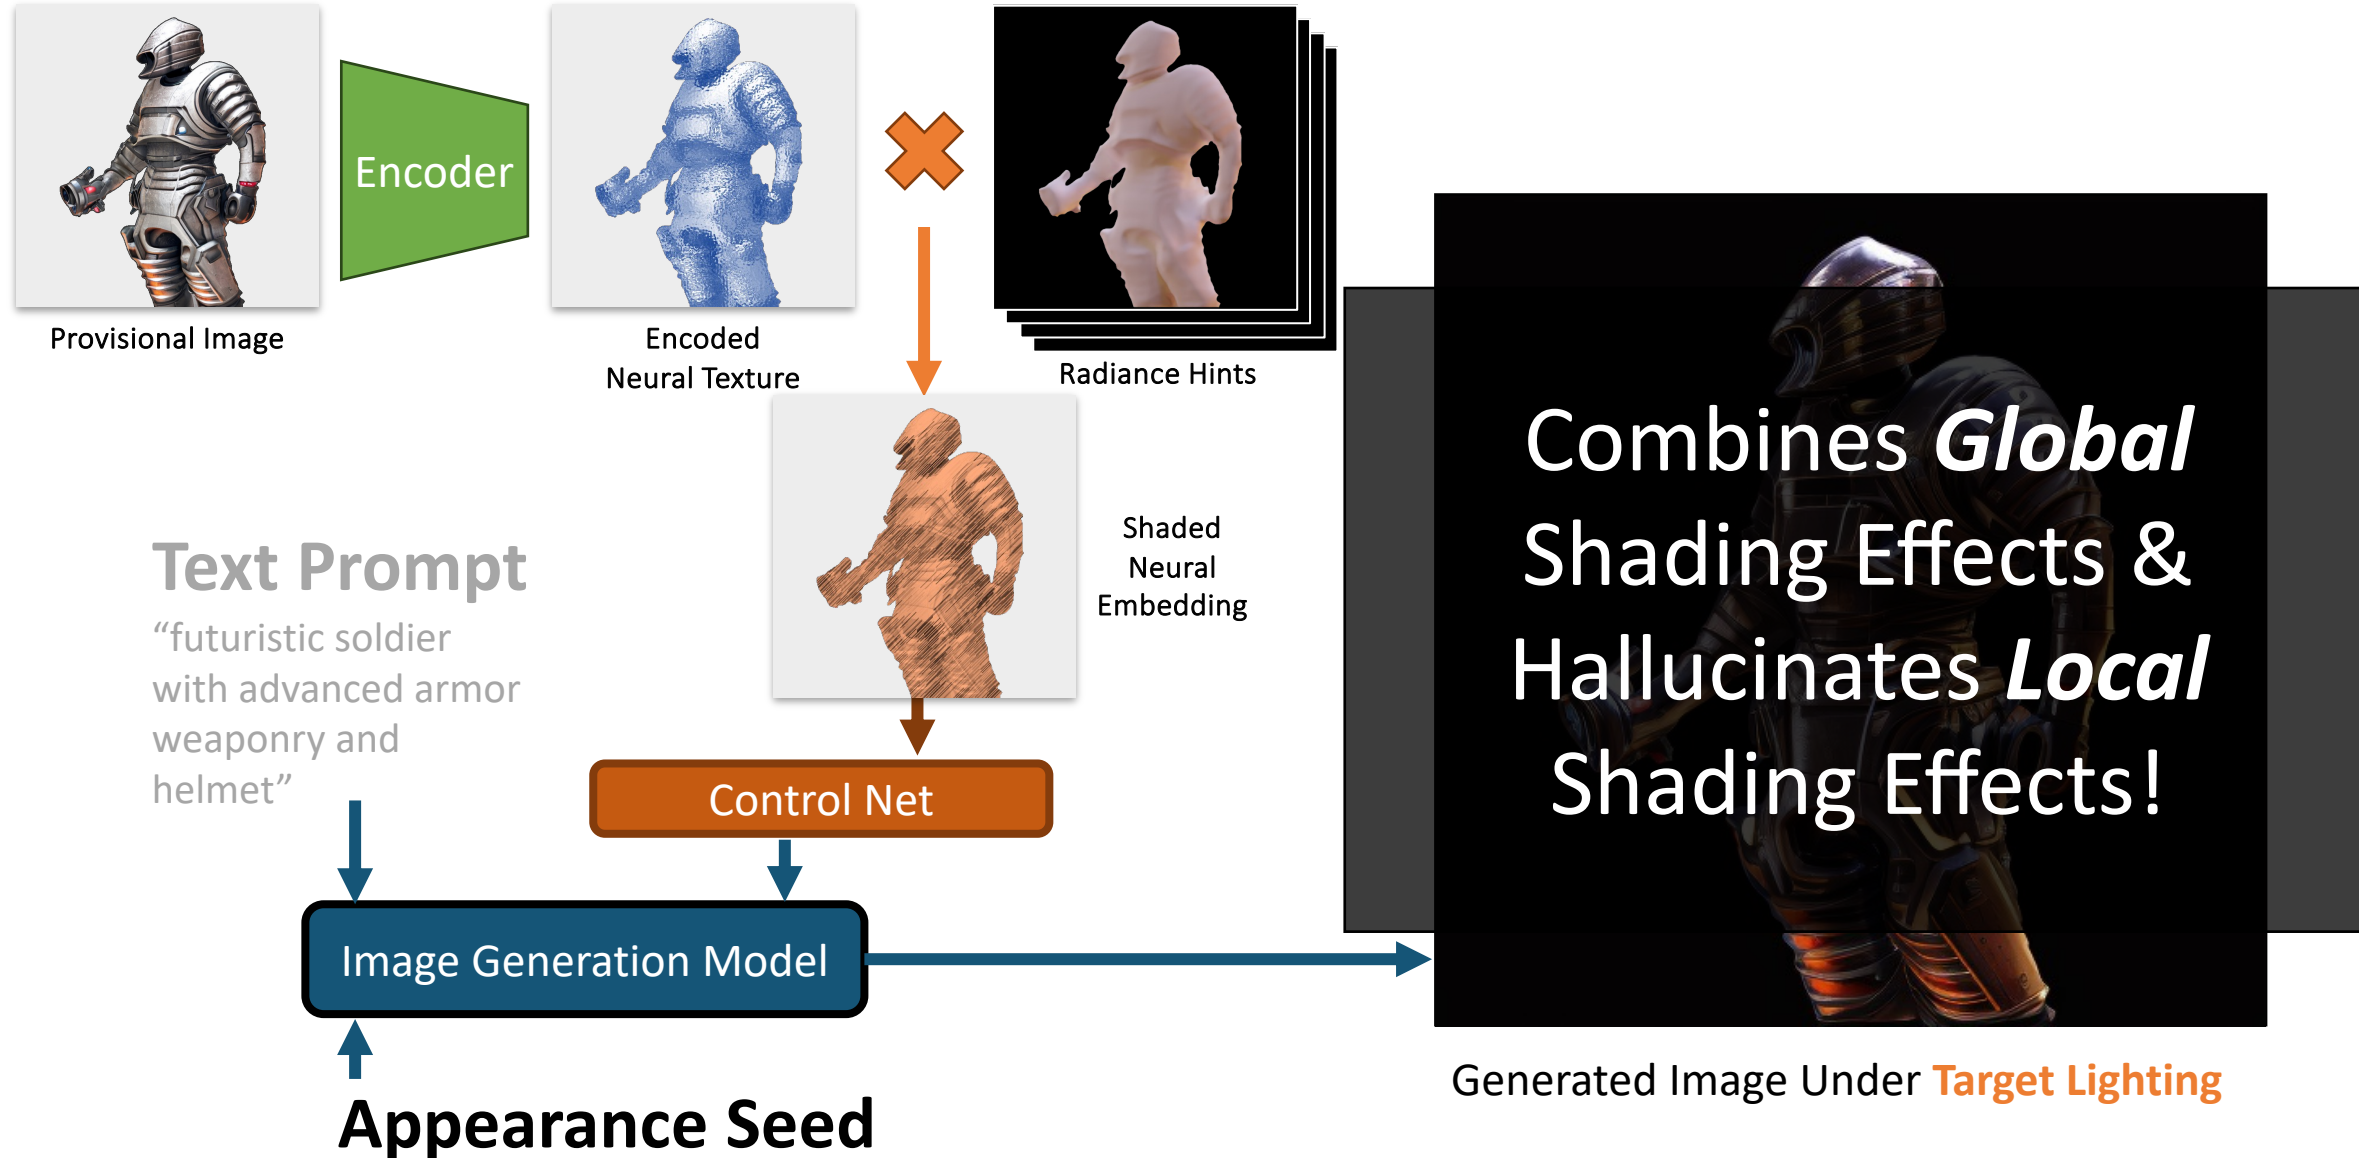 Encoder
Provisional Image
Encoded
Neural Texture
Radiance Hints
Shaded
Neural
Embedding
Text Prompt
“futuristic soldier
with advanced armor
weaponry and
helmet”
Control Net
Image Generation Model
Appearance Seed
Combines Global
Shading Effects &
Hallucinates Local
Shading Effects!
Generated Image Under Target Lighting